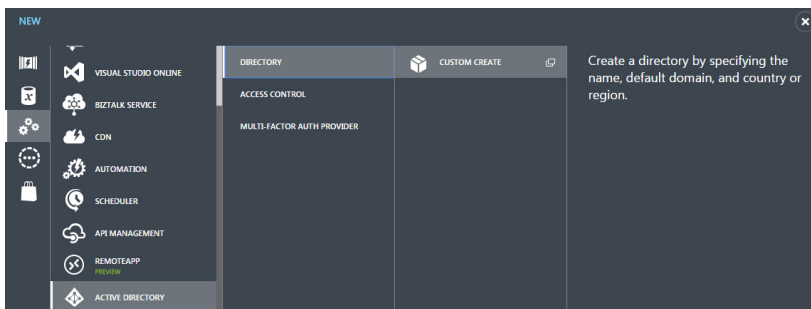 NEW
VISUAL STUDIO ONLINE
BIZTALK SERVICE
CDN
AUTOMATION
SCHEDULER
API MANAGEMENT
REMOTEAPP
PREVIEW
ACTIVE DIRECTORY
DIRECTORY
ACCESS CONTROL
MULTI-FACTOR AUTH PROVIDER
CUSTOM CREATE
Create a directory by specifying the
name, default domain, and country or
region.